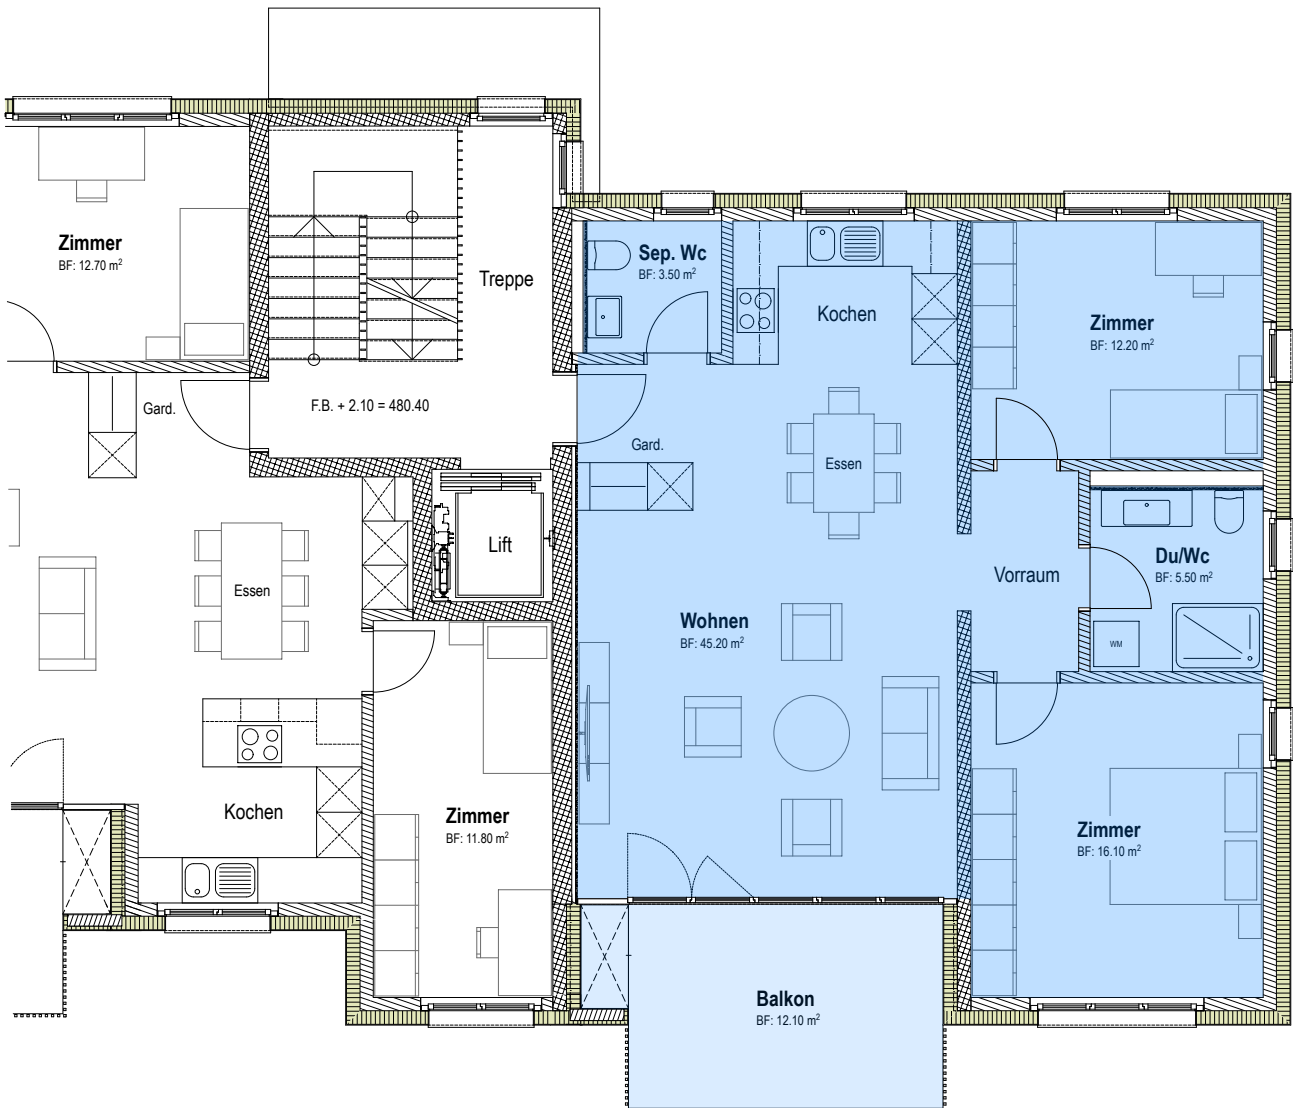 Zimmer
BF: 12.70 m²
Treppe
Sep. Wc
BF: 3.50 m²
Kochen
Zimmer
BF: 12.20 m²
Gard.
F.B. + 2.10 = 480.40
Gard.
Essen
Lift
Essen
Vorraum
Du/Wc
BF: 5.50 m²
WM
Wohnen
BF: 45.20 m²
Kochen
Zimmer
BF: 11.80 m²
Zimmer
BF: 16.10 m²
Balkon
BF: 12.10 m²